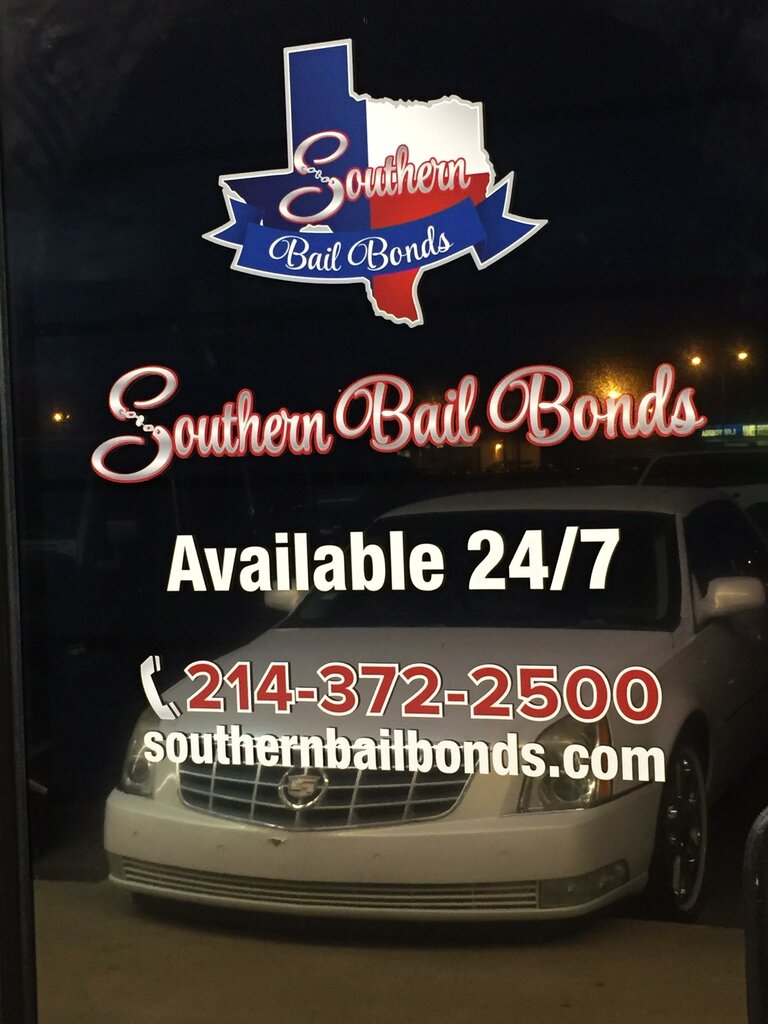 Southern
Bail Bonds
Southern Bail Bonds
Available 24/7
214-372-2500
southernbailbonds.com